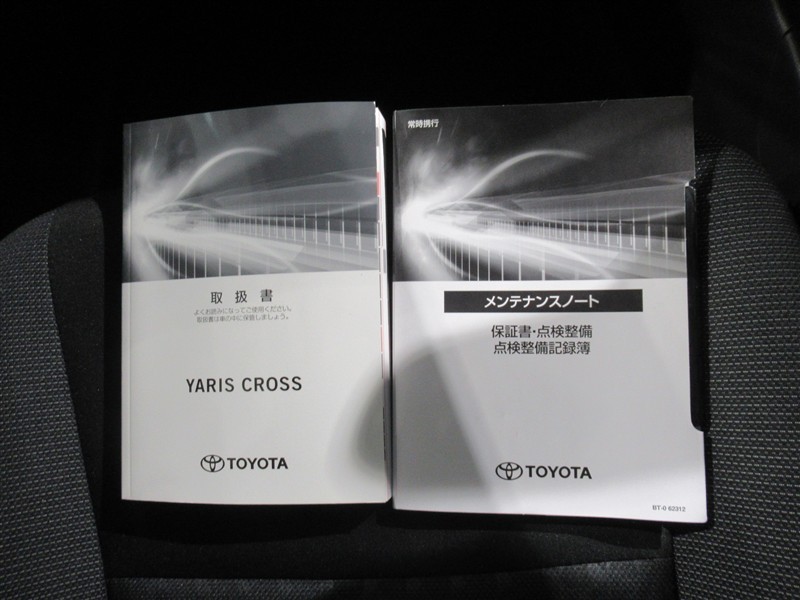 取扱書
よくお読みになってご使用ください。
取扱書は車の中に保管しましょう。
YARIS CROSS
TOYOTA
常時携行
メンテナンスノート
保証書・点検整備
点検整備記録簿
TOYOTA
BT-0 62312